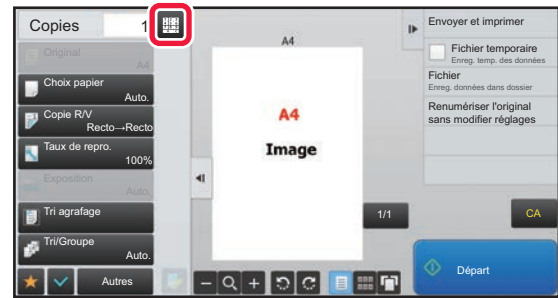 Copies
1
Original
A4
Choix papier
Auto.
Copie R/V
Recto→Recto
Taux de repro.
100%
Exposition
Auto.
Tri agrafage
Tri/Groupe
Auto.
Autres
A4
A4
Image
1/1
Envoyer et imprimer
Fichier temporaire
Enreg. temp. des données
Fichier
Enreg. données dans dossier
Renumériser l'original
sans modifier réglages
CA
Départ